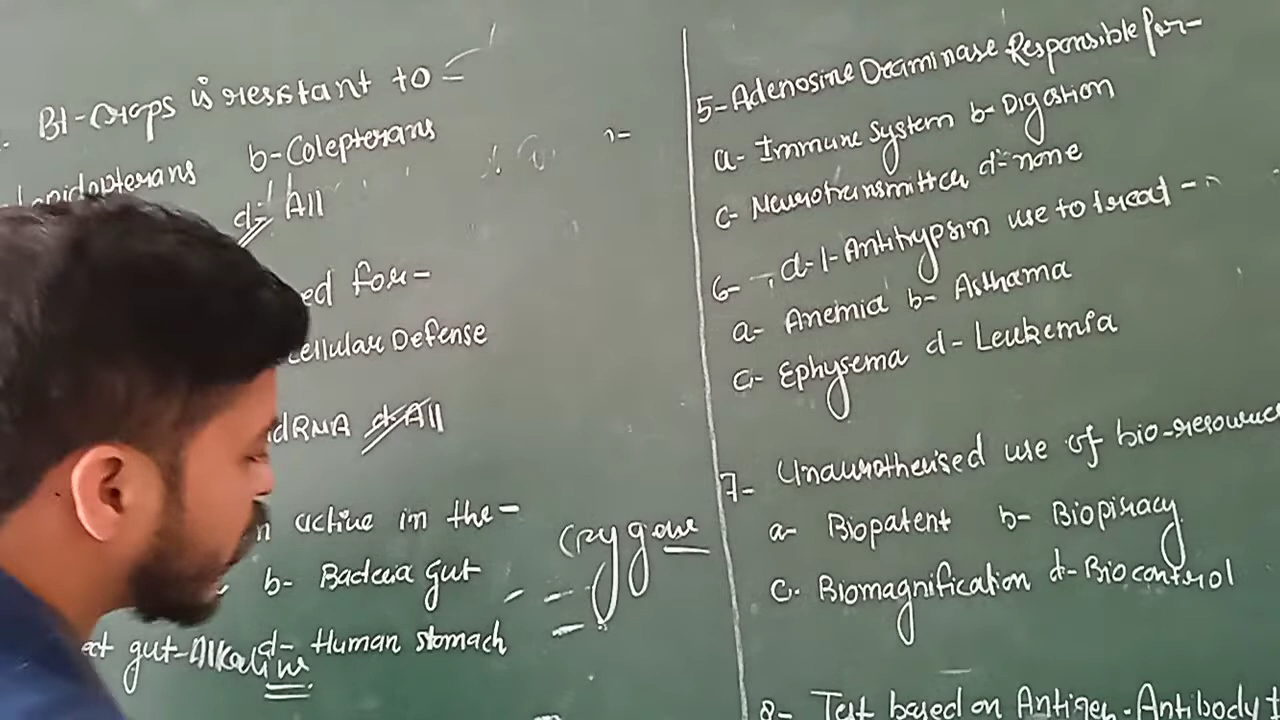 Bt-crops is resistant to -
Lepidopterans b- Colepterans
d- All
ed for-
cellular Defense
dRNA d- All
n active in the -
b- Bacteria gut
ect gut-Alkaline d- Human stomach
cry gene
5- Adenosine Deaminase Responsible for-
a- Immune System b- Digastion
c- Neurotransmitter d- none
6- α-1-Antitrypsin use to treat -
a- Anemia b- Asthama
c- Ephysema d- Leukemia
7- Unaurotherised use of bio-resource
a- Biopatent b- Biopiracy
c- Biomagnification d- Biocontrol
8- Test based on Antigen-Antibody